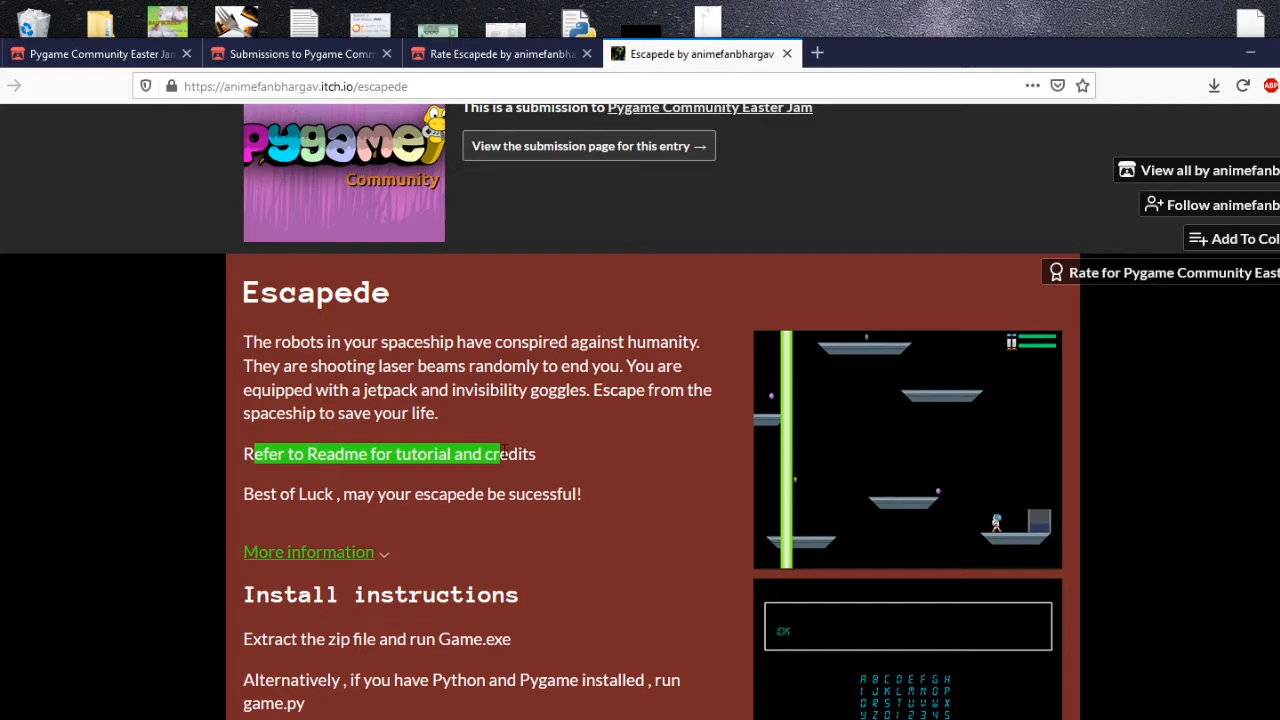 Pygame Community Easter Jam
Submissions to Pygame Comm
Rate Escapede by animefanbha
Escapede by animefanbhargav
https://animefanbhargav.itch.io/escapede
ABP
This is a submission to Pygame Community Easter Jam
View the submission page for this entry →
pygame
Community
View all by animefanb
Follow animefanb
Add To Col
Rate for Pygame Community East
Escapede
The robots in your spaceship have conspired against humanity.
They are shooting laser beams randomly to end you. You are
equipped with a jetpack and invisibility goggles. Escape from the
spaceship to save your life.
Refer to Readme for tutorial and credits
Best of Luck , may your escapede be sucessful!
More information
Install instructions
Extract the zip file and run Game.exe
Alternatively , if you have Python and Pygame installed , run
game.py
A B C D E F G H
I J K L M N O P